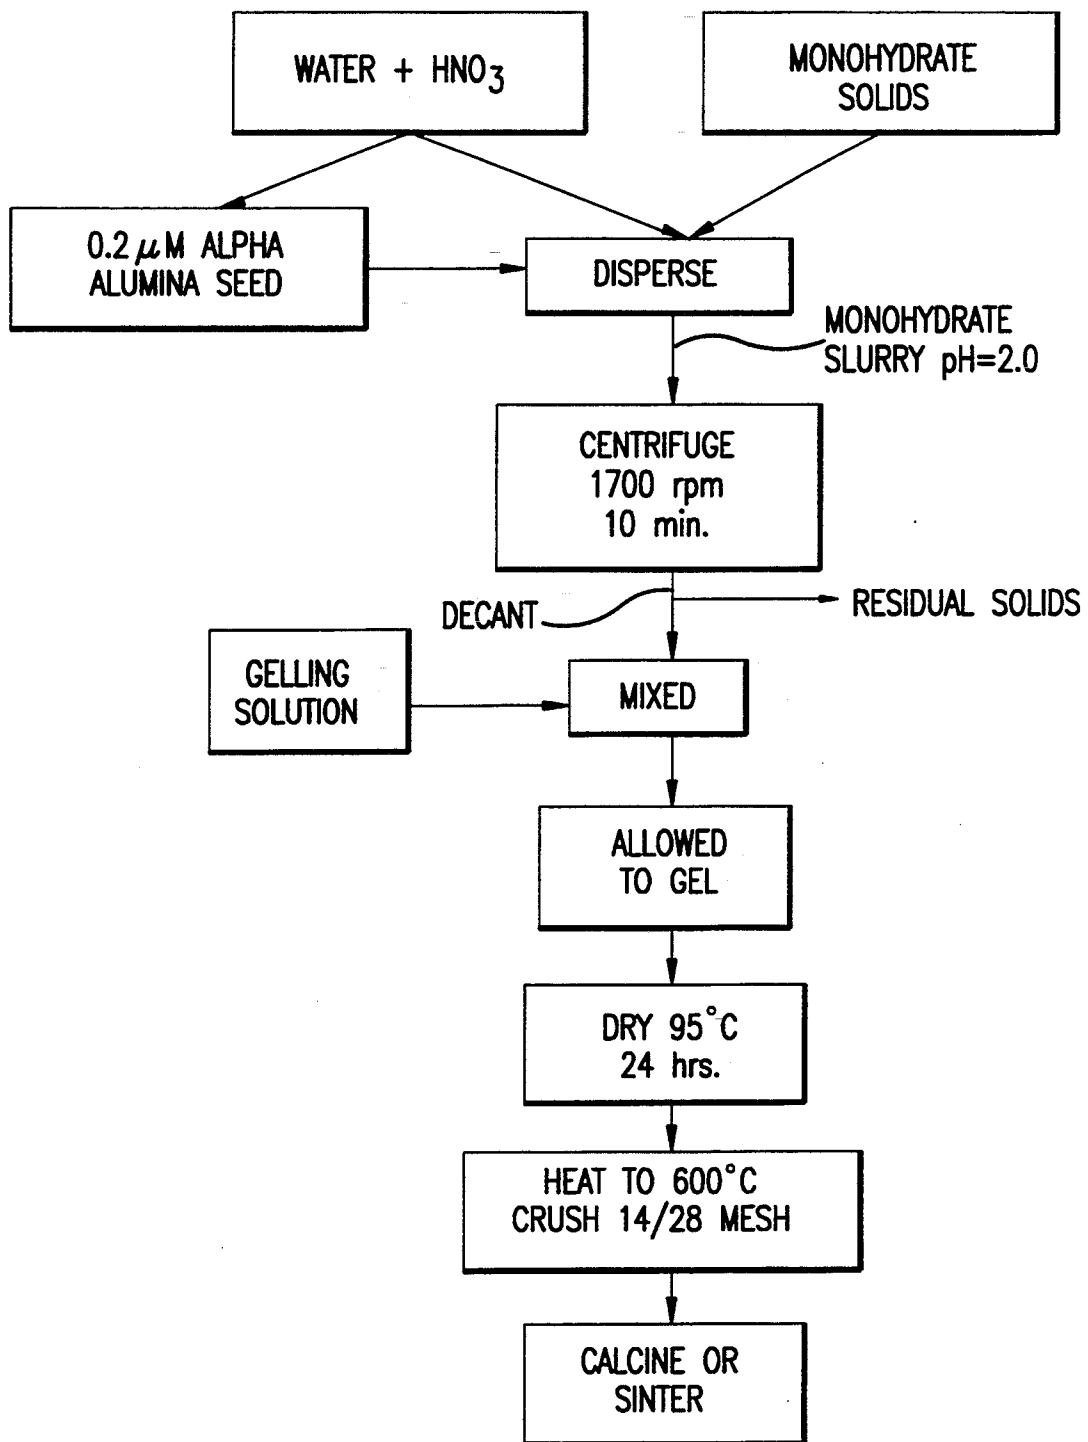 WATER + HNO3
MONOHYDRATE
SOLIDS
0.2 μM ALPHA
ALUMINA SEED
DISPERSE
MONOHYDRATE
SLURRY pH=2.0
CENTRIFUGE
1700 rpm
10 min.
DECANT
RESIDUAL SOLIDS
GELLING
SOLUTION
MIXED
ALLOWED
TO GEL
DRY 95°C
24 hrs.
HEAT TO 600°C
CRUSH 14/28 MESH
CALCINE OR
SINTER